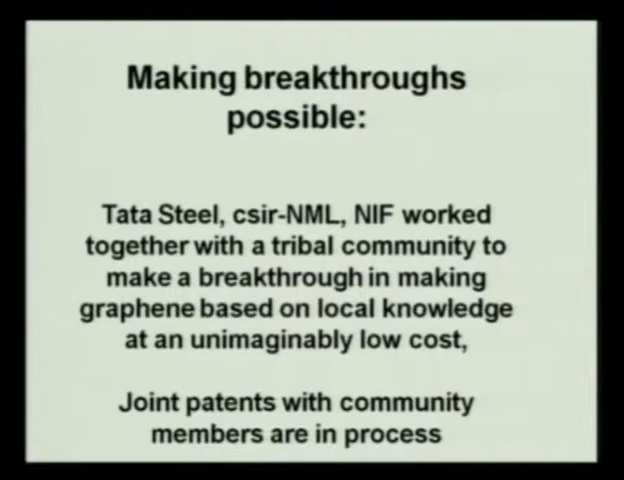 Making breakthroughs
possible:
Tata Steel, csir-NML, NIF worked
together with a tribal community to
make a breakthrough in making
graphene based on local knowledge
at an unimaginably low cost,
Joint patents with community
members are in process